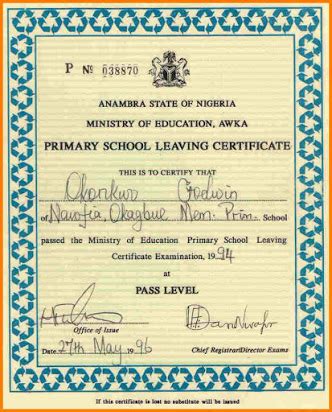 P No 038870
ANAMBRA STATE OF NIGERIA
MINISTRY OF EDUCATION, AWKA
PRIMARY SCHOOL LEAVING CERTIFICATE
THIS IS TO CERTIFY THAT
Okonkwo Godwin
of Nawfia, Okagbue Mem. Prim. School
passed the Ministry of Education Primary School Leaving
Certificate Examination, 1994
at
PASS LEVEL
Office of Issue
Date 27th May 1996
Chief Registrar/Director Exams
If this certificate is lost no substitute will be issued